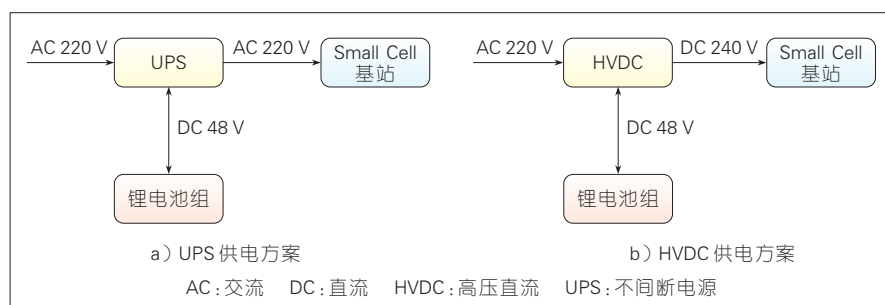 AC 220 V
UPS
AC 220 V
Small Cell
基站
DC 48 V
锂电池组
a）UPS 供电方案
AC 220 V
HVDC
DC 240 V
Small Cell
基站
DC 48 V
锂电池组
b）HVDC 供电方案
AC：交流 DC：直流 HVDC：高压直流 UPS：不间断电源